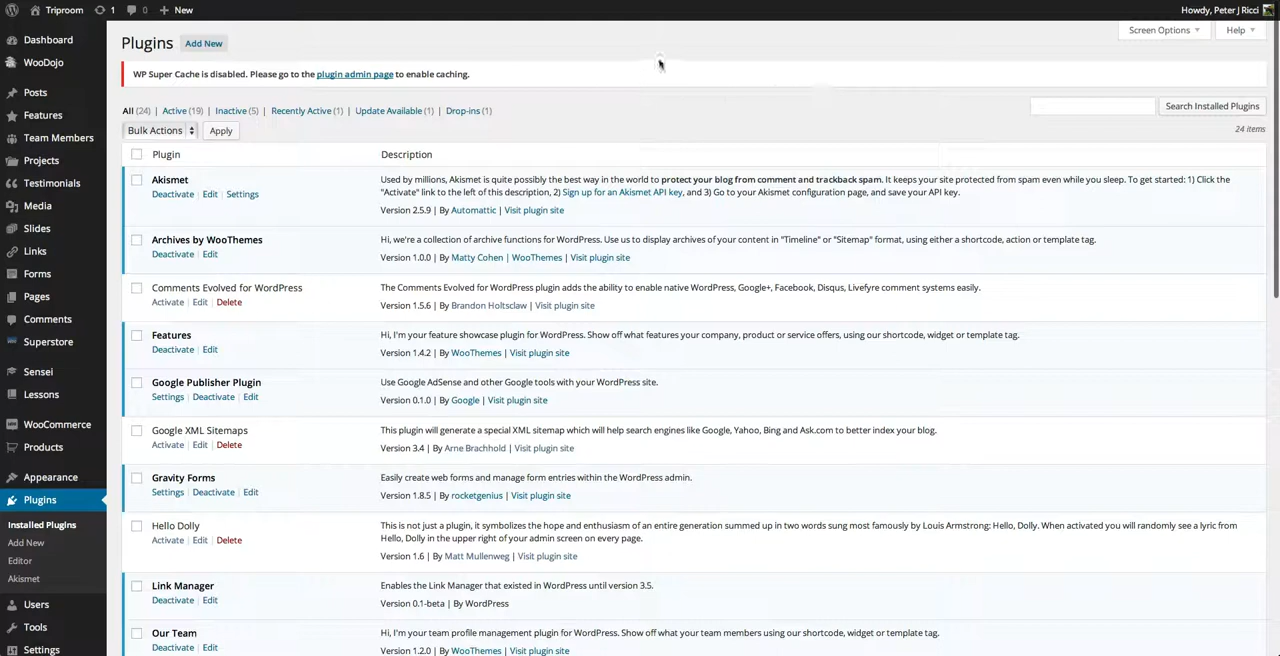 Triproom 1 0 New Howdy, Peter J Ricci
Screen Options Help
Dashboard
WooDojo
Posts
Features
Team Members
Projects
Testimonials
Media
Slides
Links
Forms
Pages
Comments
Superstore
Sensei
Lessons
WooCommerce
Products
Appearance
Plugins
Installed Plugins
Add New
Editor
Akismet
Users
Tools
Settings
Plugins Add New
WP Super Cache is disabled. Please go to the plugin admin page to enable caching.
All (24) | Active (19) | Inactive (5) | Recently Active (1) | Update Available (1) | Drop-ins (1)
Search Installed Plugins
Bulk Actions Apply
24 items
Plugin Description
Akismet
Deactivate | Edit | Settings
Used by millions, Akismet is quite possibly the best way in the world to protect your blog from comment and trackback spam. It keeps your site protected from spam even while you sleep. To get started: 1) Click the
"Activate" link to the left of this description, 2) Sign up for an Akismet API key, and 3) Go to your Akismet configuration page, and save your API key.
Version 2.5.9 | By Automattic | Visit plugin site
Archives by WooThemes
Deactivate | Edit
Hi, we're a collection of archive functions for WordPress. Use us to display archives of your content in "Timeline" or "Sitemap" format, using either a shortcode, action or template tag.
Version 1.0.0 | By Matty Cohen | WooThemes | Visit plugin site
Comments Evolved for WordPress
Activate | Edit | Delete
The Comments Evolved for WordPress plugin adds the ability to enable native WordPress, Google+, Facebook, Disqus, Livefyre comment systems easily.
Version 1.5.6 | By Brandon Holtsclaw | Visit plugin site
Features
Deactivate | Edit
Hi, I'm your feature showcase plugin for WordPress. Show off what features your company, product or service offers, using our shortcode, widget or template tag.
Version 1.4.2 | By WooThemes | Visit plugin site
Google Publisher Plugin
Settings | Deactivate | Edit
Use Google AdSense and other Google tools with your WordPress site.
Version 0.1.0 | By Google | Visit plugin site
Google XML Sitemaps
Activate | Edit | Delete
This plugin will generate a special XML sitemap which will help search engines like Google, Yahoo, Bing and Ask.com to better index your blog.
Version 3.4 | By Arne Brachhold | Visit plugin site
Gravity Forms
Settings | Deactivate | Edit
Easily create web forms and manage form entries within the WordPress admin.
Version 1.8.5 | By rocketgenius | Visit plugin site
Hello Dolly
Activate | Edit | Delete
This is not just a plugin, it symbolizes the hope and enthusiasm of an entire generation summed up in two words sung most famously by Louis Armstrong: Hello, Dolly. When activated you will randomly see a lyric from
Hello, Dolly in the upper right of your admin screen on every page.
Version 1.6 | By Matt Mullenweg | Visit plugin site
Link Manager
Deactivate | Edit
Enables the Link Manager that existed in WordPress until version 3.5.
Version 0.1-beta | By WordPress
Our Team
Deactivate | Edit
Hi, I'm your team profile management plugin for WordPress. Show off what your team members using our shortcode, widget or template tag.
Version 1.2.0 | By WooThemes | Visit plugin site